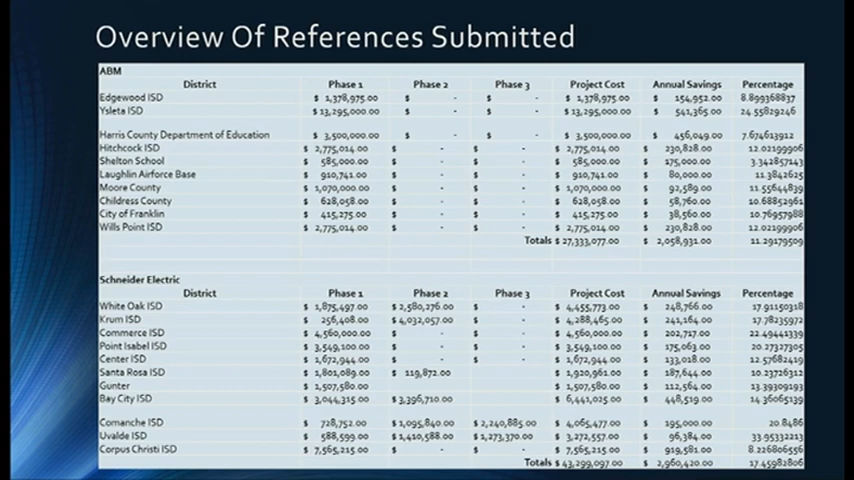 Overview Of References Submitted
ABM
District Phase 1 Phase 2 Phase 3 Project Cost Annual Savings Percentage
Edgewood ISD $ 1,378,975.00 $ - $ - $ 1,378,975.00 $ 154,952.00 8.899368837
Ysleta ISD $ 13,295,000.00 $ - $ - $ 13,295,000.00 $ 541,365.00 24.55829246
Harris County Department of Education $ 3,500,000.00 $ - $ - $ 3,500,000.00 $ 456,049.00 7.674613912
Hitchcock ISD $ 2,775,014.00 $ - $ - $ 2,775,014.00 $ 230,828.00 12.02199906
Shelton School $ 585,000.00 $ - $ - $ 585,000.00 $ 175,000.00 3.342857143
Laughlin Airforce Base $ 910,741.00 $ - $ - $ 910,741.00 $ 80,000.00 11.3842625
Moore County $ 1,070,000.00 $ - $ - $ 1,070,000.00 $ 92,589.00 11.55644839
Childress County $ 628,058.00 $ - $ - $ 628,058.00 $ 58,760.00 10.68852961
City of Franklin $ 415,275.00 $ - $ - $ 415,275.00 $ 38,560.00 10.76957988
Wills Point ISD $ 2,775,014.00 $ - $ - $ 2,775,014.00 $ 230,828.00 12.02199906
Totals $ 27,333,077.00 $ 2,058,931.00 11.29179509
Schneider Electric
District Phase 1 Phase 2 Phase 3 Project Cost Annual Savings Percentage
White Oak ISD $ 1,875,497.00 $ 2,580,276.00 $ - $ 4,455,773.00 $ 248,766.00 17.91150318
Krum ISD $ 256,408.00 $ 4,032,057.00 $ - $ 4,288,465.00 $ 241,164.00 17.78235972
Commerce ISD $ 4,560,000.00 $ - $ - $ 4,560,000.00 $ 202,717.00 22.49441339
Point Isabel ISD $ 3,549,100.00 $ - $ - $ 3,549,100.00 $ 175,063.00 20.27327305
Center ISD $ 1,672,944.00 $ - $ - $ 1,672,944.00 $ 133,018.00 12.57682419
Santa Rosa ISD $ 1,801,089.00 $ 119,872.00 $ 1,920,961.00 $ 187,644.00 10.23726312
Gunter $ 1,507,580.00 $ 1,507,580.00 $ 112,564.00 13.39309193
Bay City ISD $ 3,044,315.00 $ 3,396,710.00 $ 6,441,025.00 $ 448,519.00 14.36065139
Comanche ISD $ 728,752.00 $ 1,095,840.00 $ 2,240,885.00 $ 4,065,477.00 $ 195,000.00 20.8486
Uvalde ISD $ 588,599.00 $ 1,410,588.00 $ 1,273,370.00 $ 3,272,557.00 $ 96,384.00 33.95332213
Corpus Christi ISD $ 7,565,215.00 $ - $ - $ 7,565,215.00 $ 919,581.00 8.226806556
Totals $ 43,299,097.00 $ 2,960,420.00 17.45982806